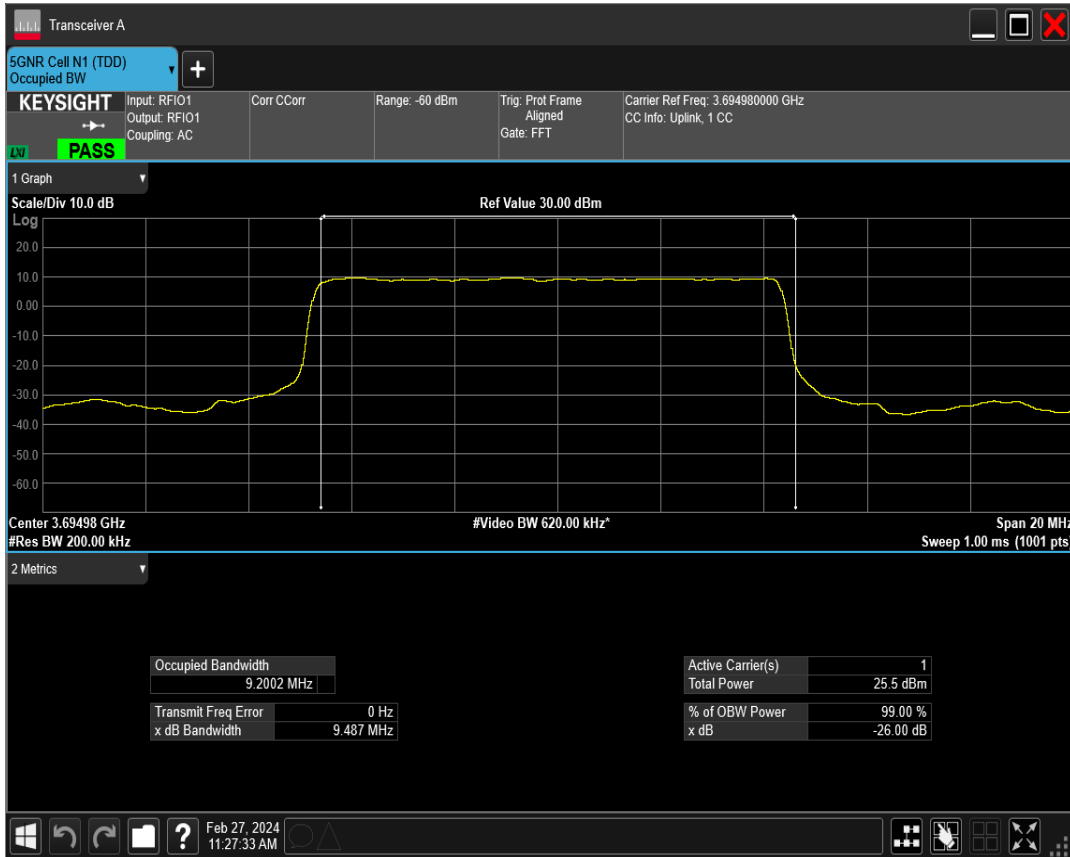 Transceiver A
5GNR Cell N1 (TDD)
Occupied BW
+
KEYSIGHT
Input: RFIO1
Output: RFIO1
Coupling: AC
Corr CCorr
Range: -60 dBm
Trig: Prot Frame
Aligned
Gate: FFT
Carrier Ref Freq: 3.694980000 GHz
CC Info: Uplink, 1 CC
LXI
PASS
1 Graph
Scale/Div 10.0 dB
Ref Value 30.00 dBm
Log
20.0
10.0
0.00
-10.0
-20.0
-30.0
-40.0
-50.0
-60.0
Center 3.69498 GHz
#Video BW 620.00 kHz*
Span 20 MHz
#Res BW 200.00 kHz
Sweep 1.00 ms (1001 pts)
2 Metrics
Occupied Bandwidth
9.2002 MHz
Transmit Freq Error 0 Hz
x dB Bandwidth 9.487 MHz
Active Carrier(s) 1
Total Power 25.5 dBm
% of OBW Power 99.00 %
x dB -26.00 dB
?
Feb 27, 2024
11:27:33 AM